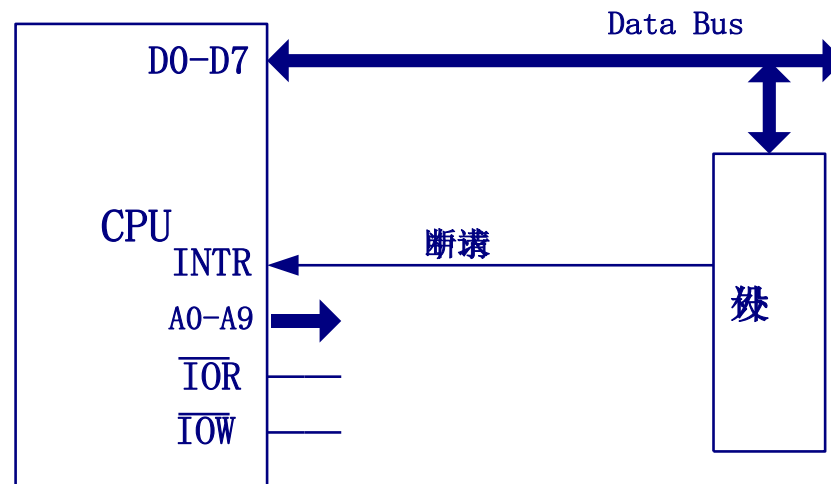 Data Bus
D0-D7
CPU
INTR
A0-A9
IOR
IOW